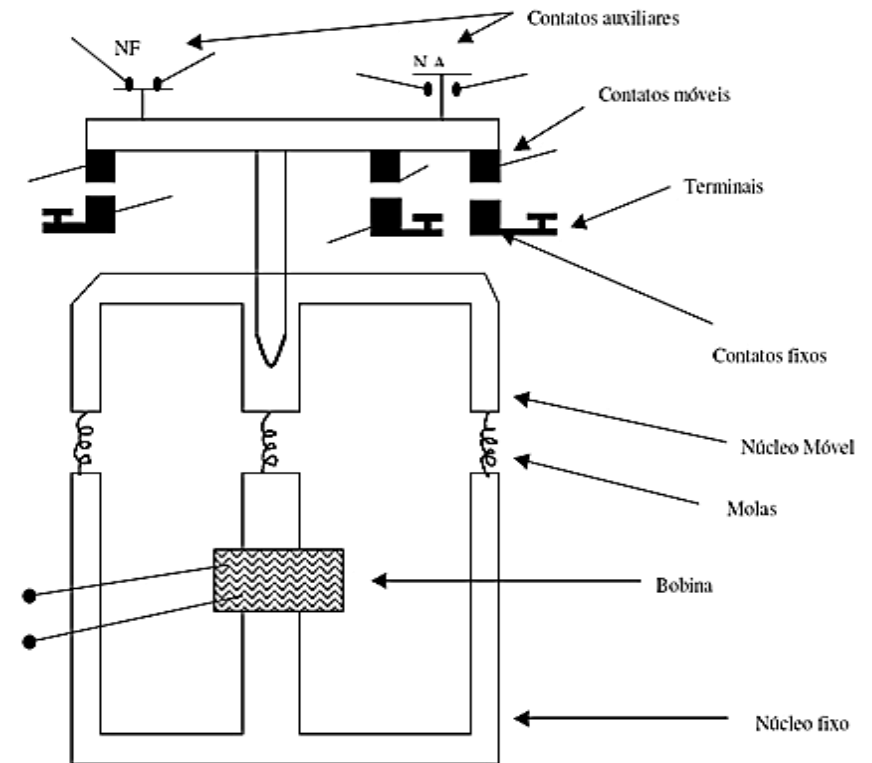 Contatos auxiliares
NF
N A
Contatos móveis
Terminais
Contatos fixos
Núcleo Móvel
Molas
Bobina
Núcleo fixo